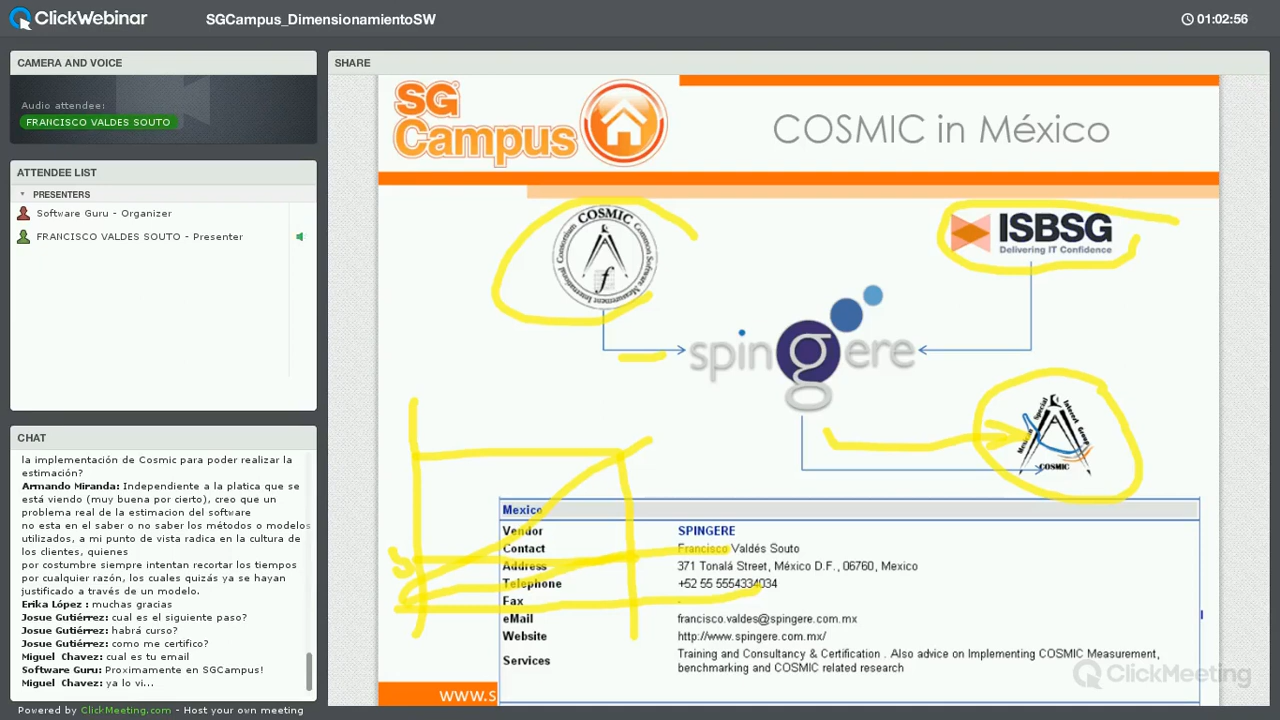 ClickWebinar
SGCampus_DimensionamientoSW
01:02:56
CAMERA AND VOICE
Audio attendee:
FRANCISCO VALDES SOUTO
ATTENDEE LIST
PRESENTERS
Software Guru - Organizer
FRANCISCO VALDES SOUTO - Presenter
CHAT
la implementación de Cosmic para poder realizar la
estimación?
Armando Miranda: Independiente a la platica que se
está viendo (muy buena por cierto), creo que un
problema real de la estimacion del software
no esta en el saber o no saber los métodos o modelos
utilizados, a mi punto de vista radica en la cultura de
los clientes, quienes
por costumbre siempre intentan recortar los tiempos
por cualquier razón, los cuales quizás ya se hayan
justificado a través de un modelo.
Erika López : muchas gracias
Josue Gutiérrez: cual es el siguiente paso?
Josue Gutiérrez: habrá curso?
Josue Gutiérrez: como me certifico?
Miguel Chavez: cual es tu email
Software Guru: Proximamente en SGCampus!
Miguel Chavez: ya lo vi...
Powered by ClickMeeting.com - Host your own meeting
SHARE
SG
Campus
COSMIC in México
COSMIC
Common Software Measurement International Consortium
f
ISBSG
Delivering IT Confidence
spingere
Mexico Special Interest Group
COSMIC
Mexico
Vendor SPINGERE
Contact Francisco Valdés Souto
Address 371 Tonalá Street, México D.F., 06760, Mexico
Telephone +52 55 5554334034
Fax -
eMail francisco.valdes@spingere.com.mx
Website http://www.spingere.com.mx/
Services Training and Consultancy & Certification . Also advice on Implementing COSMIC Measurement,
benchmarking and COSMIC related research
www.s
ClickMeeting